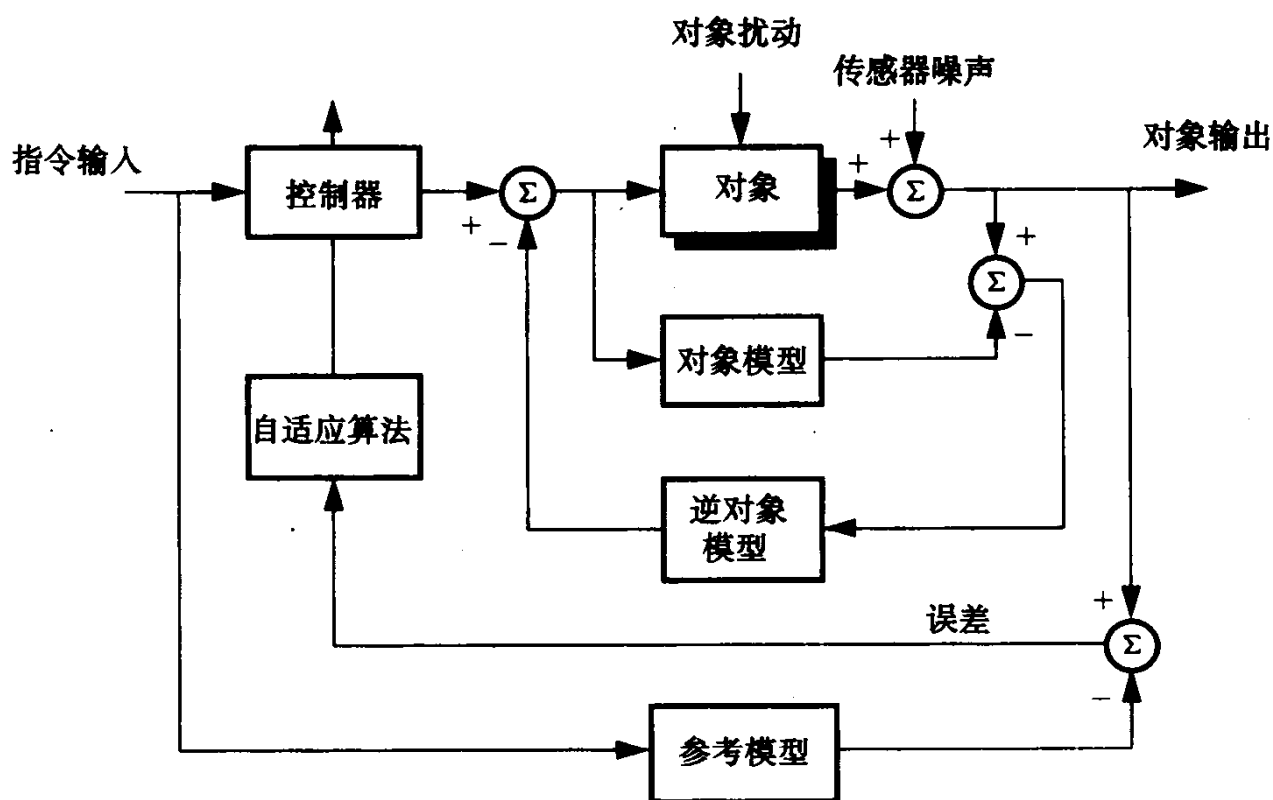 对象扰动
传感器噪声
指令输入
对象输出
控制器
Σ
对象
Σ
+
+
+
−
+
Σ
−
对象模型
自适应算法
逆对象
模型
误差
+
Σ
−
参考模型